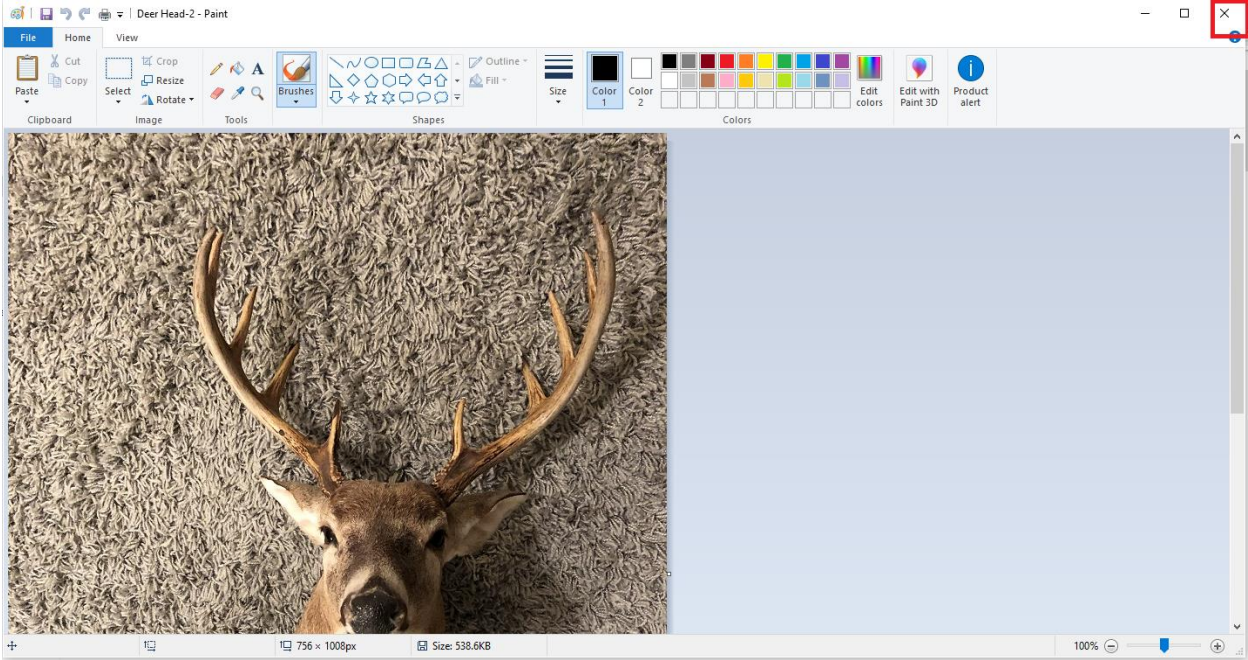 Deer Head-2 - Paint
File Home View
Paste
Cut
Copy
Clipboard
Select
Crop
Resize
Rotate
Image
A
Tools
Brushes
Outline
Fill
Shapes
Size
Color 1
Color 2
Edit colors
Colors
Edit with Paint 3D
Product alert
756 × 1008px
Size: 538.6KB
100%